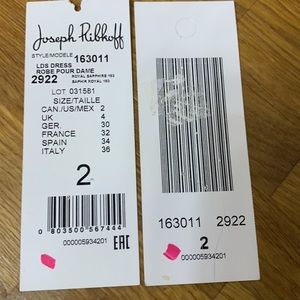 Joseph Ribkoff
STYLE/MODELE 163011
LDS DRESS
ROBE POUR DAME
2922 ROYAL SAPPHIRE 163
SAPHIR ROYAL 163
LOT 031581
SIZE/TAILLE
CAN./US/MEX 2
UK 4
GER 30
FRANCE 32
SPAIN 34
ITALY 36
2
0 803500 567444
000005934201 EAC
163011 2922
2
000005934201